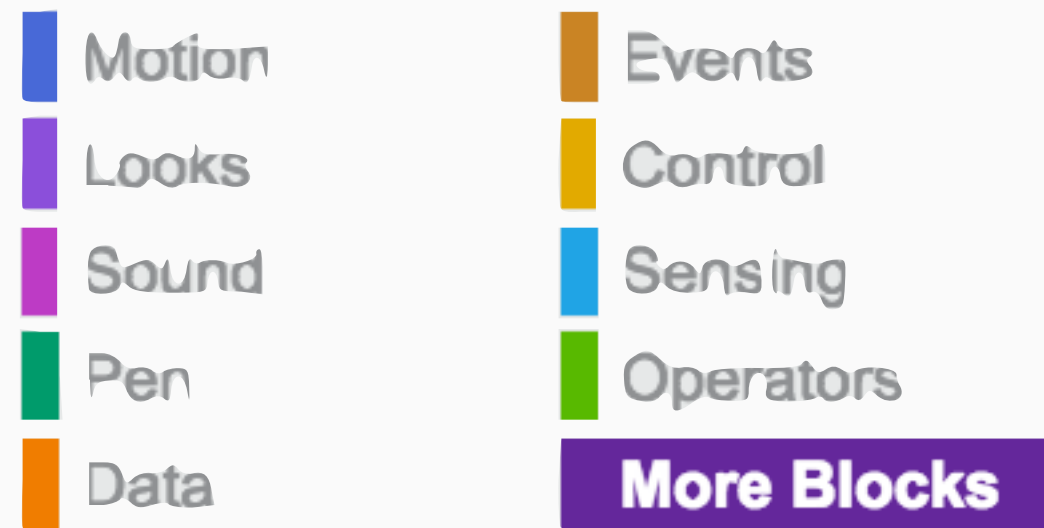 Motion
Looks
Sound
Pen
Data
Events
Control
Sensing
Operators
More Blocks